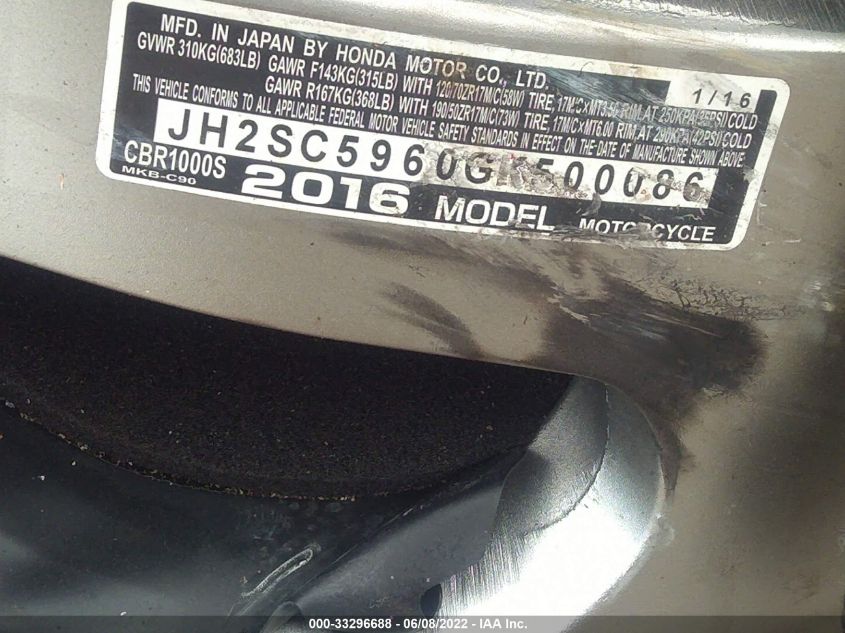 MFD. IN JAPAN BY HONDA MOTOR CO., LTD. 1/16
GVWR 310KG(683LB) GAWR F143KG(315LB) WITH 120/70ZR17M/C(58W) TIRE, 17M/C×MT3.50 RIM, AT 250KPA(36PSI) COLD
GAWR R167KG(368LB) WITH 190/50ZR17M/C(73W) TIRE, 17M/C×MT6.00 RIM, AT 290KPA(42PSI) COLD
THIS VEHICLE CONFORMS TO ALL APPLICABLE FEDERAL MOTOR VEHICLE SAFETY STANDARDS IN EFFECT ON THE DATE OF MANUFACTURE SHOWN ABOVE.
JH2SC5960GK500086
CBR1000S
MKB-C90
2016 MODEL MOTORCYCLE
000-33296688 - 06/08/2022 - IAA Inc.